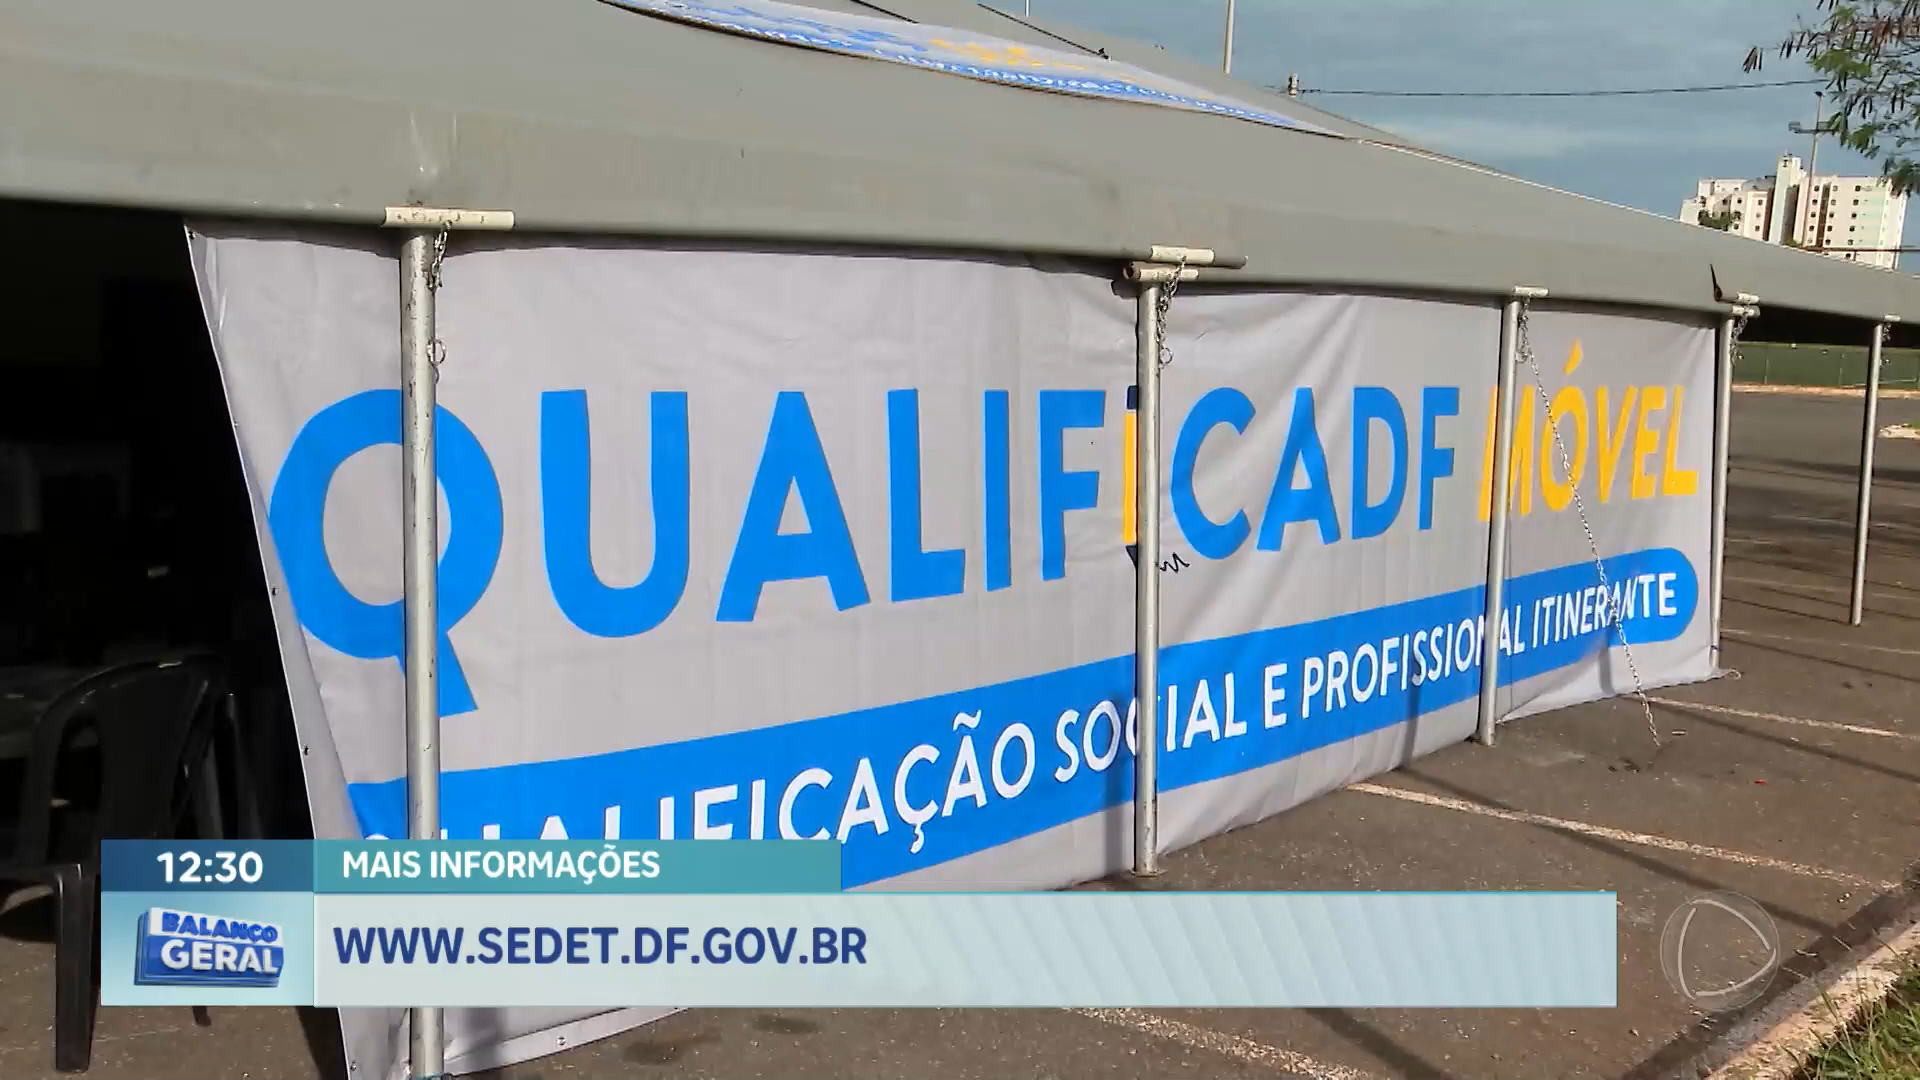 QUALIFICADF MÓVEL
QUALIFICAÇÃO SOCIAL E PROFISSIONAL ITINERANTE
12:30
MAIS INFORMAÇÕES
BALANÇO
GERAL
WWW.SEDET.DF.GOV.BR